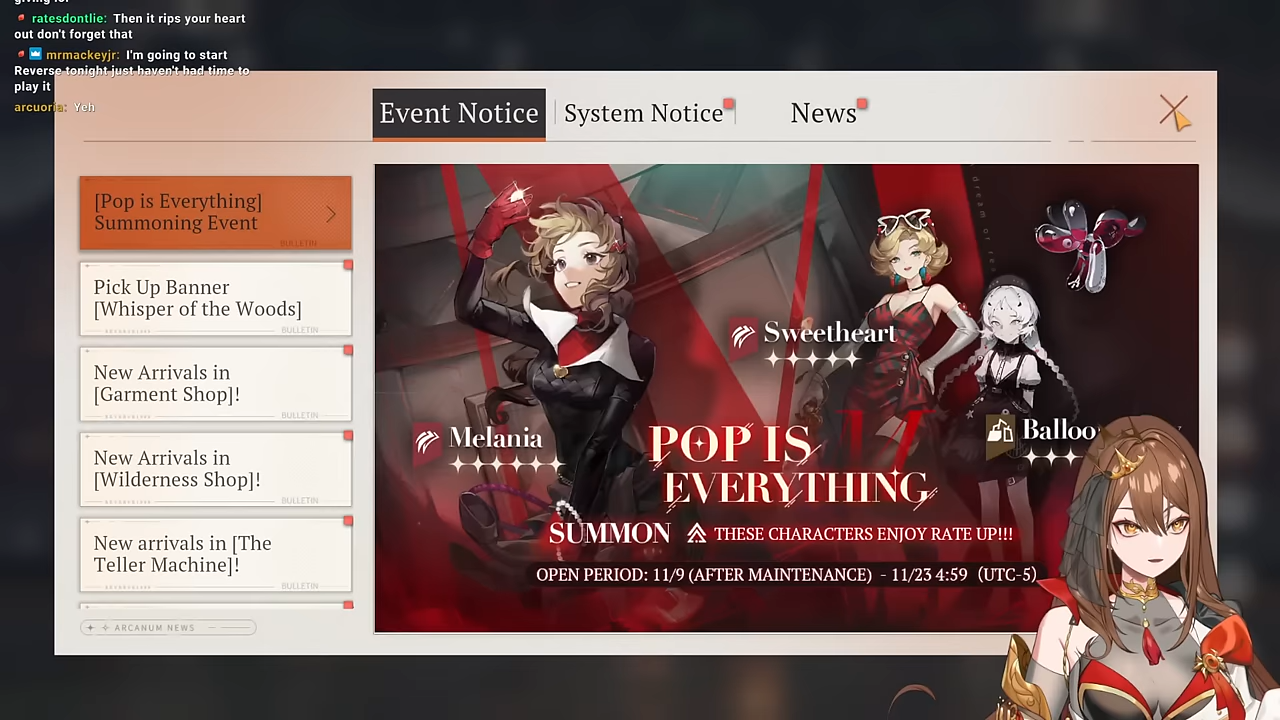 ratesdontlie: Then it rips your heart
out don't forget that
mrmackeyjr: I'm going to start
Reverse tonight just haven't had time to
play it
arcuoria: Yeh
Event Notice
System Notice
News
[Pop is Everything]
Summoning Event
BULLETIN
Pick Up Banner
[Whisper of the Woods]
BULLETIN
New Arrivals in
[Garment Shop]!
BULLETIN
New Arrivals in
[Wilderness Shop]!
BULLETIN
New arrivals in [The
Teller Machine]!
BULLETIN
ARCANUM NEWS
Sweetheart
Melania
Balloo
POP IS
EVERYTHING
SUMMON THESE CHARACTERS ENJOY RATE UP!!!
OPEN PERIOD: 11/9 (AFTER MAINTENANCE) - 11/23 4:59 (UTC-5)